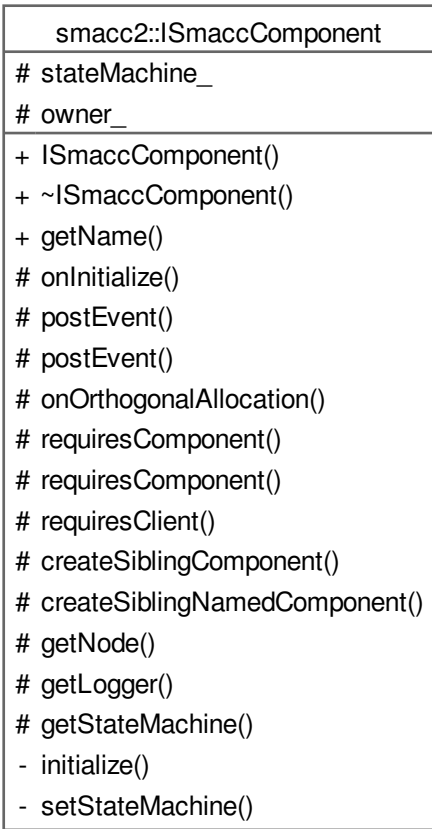 smacc2::ISmaccComponent
# stateMachine_
# owner_
+ ISmaccComponent()
+ ~ISmaccComponent()
+ getName()
# onInitialize()
# postEvent()
# postEvent()
# onOrthogonalAllocation()
# requiresComponent()
# requiresComponent()
# requiresClient()
# createSiblingComponent()
# createSiblingNamedComponent()
# getNode()
# getLogger()
# getStateMachine()
- initialize()
- setStateMachine()